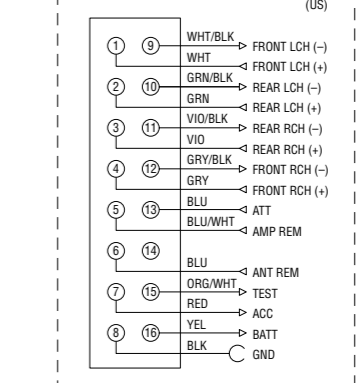 (US)
1 9 WHT/BLK FRONT LCH (–)
WHT FRONT LCH (+)
2 10 GRN/BLK REAR LCH (–)
GRN REAR LCH (+)
3 11 VIO/BLK REAR RCH (–)
VIO REAR RCH (+)
4 12 GRY/BLK FRONT RCH (–)
GRY FRONT RCH (+)
5 13 BLU ATT
BLU/WHT AMP REM
6 14
BLU ANT REM
7 15 ORG/WHT TEST
RED ACC
8 16 YEL BATT
BLK GND